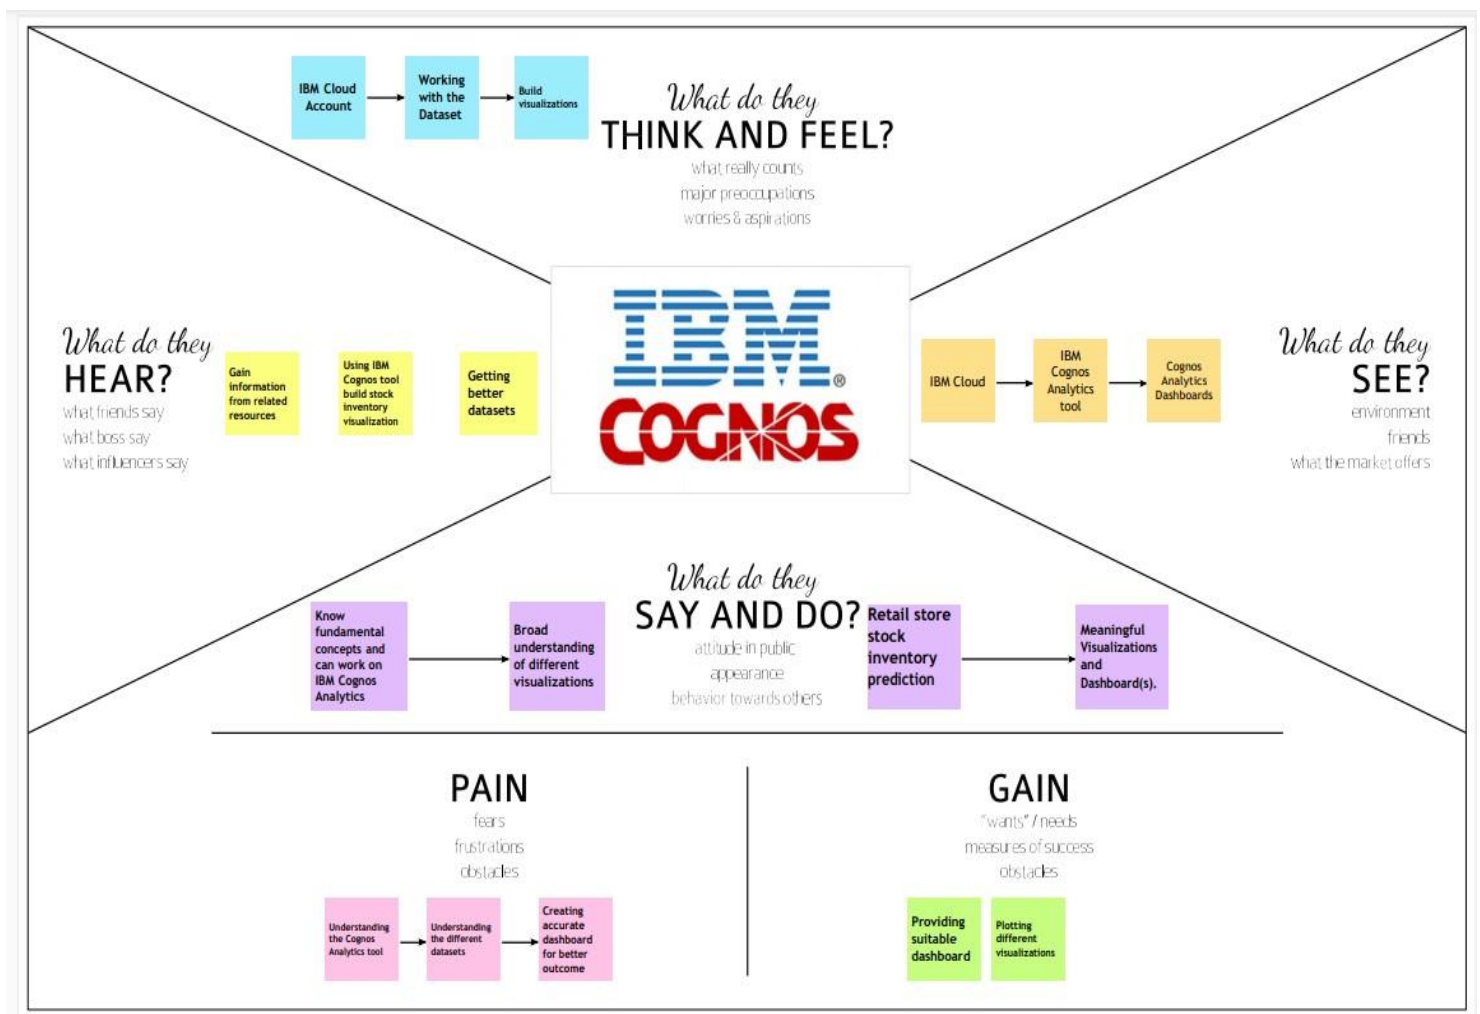 IBM Cloud
Account
Working
with the
Dataset
Build
visualizations
What do they
THINK AND FEEL?
what really counts
major preoccupations
worries & aspirations
What do they
HEAR?
what friends say
what boss say
what influencers say
Gain
information
from related
resources
Using IBM
Cognos tool
build stock
inventory
visualization
Getting
better
datasets
IBM®
COGNOS
IBM Cloud
IBM
Cognos
Analytics
tool
Cognos
Analytics
Dashboards
What do they
SEE?
environment
friends
what the market offers
Know
fundamental
concepts and
can work on
IBM Cognos
Analytics
Broad
understanding
of different
visualizations
What do they
SAY AND DO?
attitude in public
appearance
behavior towards others
Retail store
stock
inventory
prediction
Meaningful
Visualizations
and
Dashboard(s).
PAIN
fears
frustrations
obstacles
Understanding
the Cognos
Analytics tool
Understanding
the different
datasets
Creating
accurate
dashboard
for better
outcome
GAIN
"wants" / needs
measures of success
obstacles
Providing
suitable
dashboard
Plotting
different
visualizations